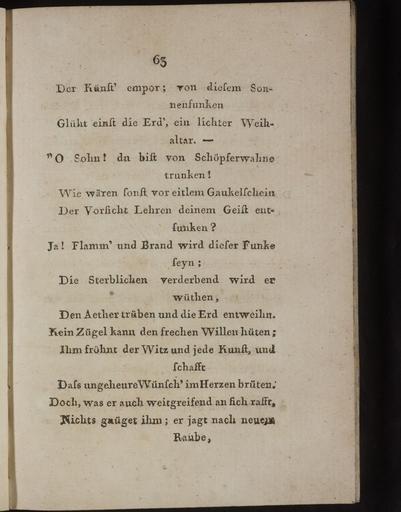 65
Der Künſt' empor; von dieſem Son-
nenfunken
Glüht einſt die Erd', ein lichter Weih-
altar. —
"O Sohn! du biſt von Schöpferwahne
trunken!
Wie wären ſonſt vor eitlem Gaukelſchein
Der Vorſicht Lehren deinem Geiſt ent-
funken?
Ja! Flamm' und Brand wird dieſer Funke
ſeyn;
Die Sterblichen verderbend wird er
wüthen,
Den Aether trüben und die Erd entweihn.
Kein Zügel kann den frechen Willen hüten;
Ihm fröhnt der Witz und jede Kunſt, und
ſchafft
Daſs ungeheure Wünſch' im Herzen brüten.
Doch, was er auch weitgreifend an ſich rafft,
Nichts gnüget ihm; er jagt nach neuem
Raube,